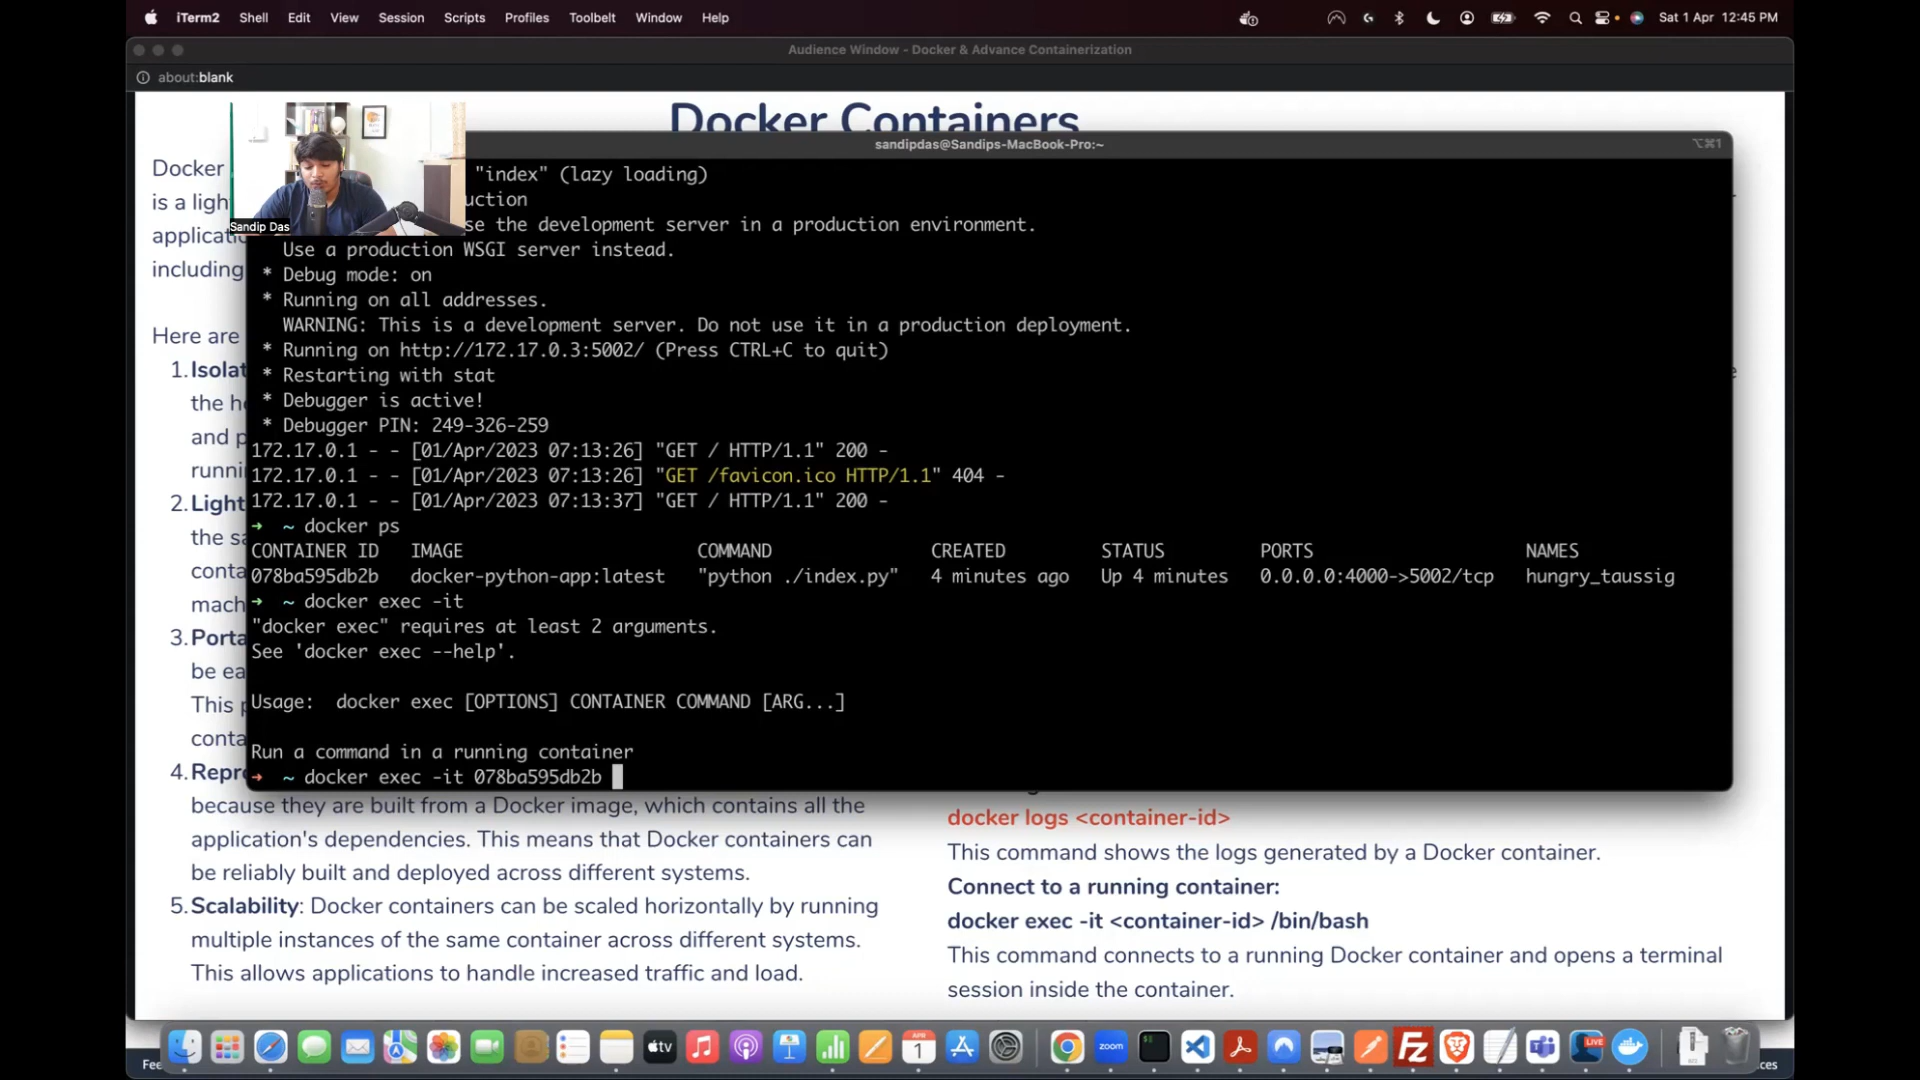 iTerm2 Shell Edit View Session Scripts Profiles Toolbelt Window Help
Sat 1 Apr 12:45 PM
Audience Window - Docker & Advance Containerization
about:blank
Docker Containers
sandipdas@Sandips-MacBook-Pro:~
⌥⌘1
Docker
is a ligh
applicati
including
Sandip Das
Here are
1. Isolat
the h
and p
runni
2. Light
the sa
conta
mach
3. Porta
be ea
This p
conta
4. Repr
"index" (lazy loading)
uction
se the development server in a production environment.
Use a production WSGI server instead.
* Debug mode: on
* Running on all addresses.
WARNING: This is a development server. Do not use it in a production deployment.
* Running on http://172.17.0.3:5002/ (Press CTRL+C to quit)
* Restarting with stat
* Debugger is active!
* Debugger PIN: 249-326-259
172.17.0.1 - - [01/Apr/2023 07:13:26] "GET / HTTP/1.1" 200 -
172.17.0.1 - - [01/Apr/2023 07:13:26] "GET /favicon.ico HTTP/1.1" 404 -
172.17.0.1 - - [01/Apr/2023 07:13:37] "GET / HTTP/1.1" 200 -
➜ ~ docker ps
CONTAINER ID IMAGE COMMAND CREATED STATUS PORTS NAMES
078ba595db2b docker-python-app:latest "python ./index.py" 4 minutes ago Up 4 minutes 0.0.0.0:4000->5002/tcp hungry_taussig
➜ ~ docker exec -it
"docker exec" requires at least 2 arguments.
See 'docker exec --help'.
Usage: docker exec [OPTIONS] CONTAINER COMMAND [ARG...]
Run a command in a running container
➜ ~ docker exec -it 078ba595db2b
because they are built from a Docker image, which contains all the
application's dependencies. This means that Docker containers can
be reliably built and deployed across different systems.
5. Scalability: Docker containers can be scaled horizontally by running
multiple instances of the same container across different systems.
This allows applications to handle increased traffic and load.
docker logs <container-id>
This command shows the logs generated by a Docker container.
Connect to a running container:
docker exec -it <container-id> /bin/bash
This command connects to a running Docker container and opens a terminal
session inside the container.
tv
APR
1
zoom
Fz
LIVE
Fee
ces